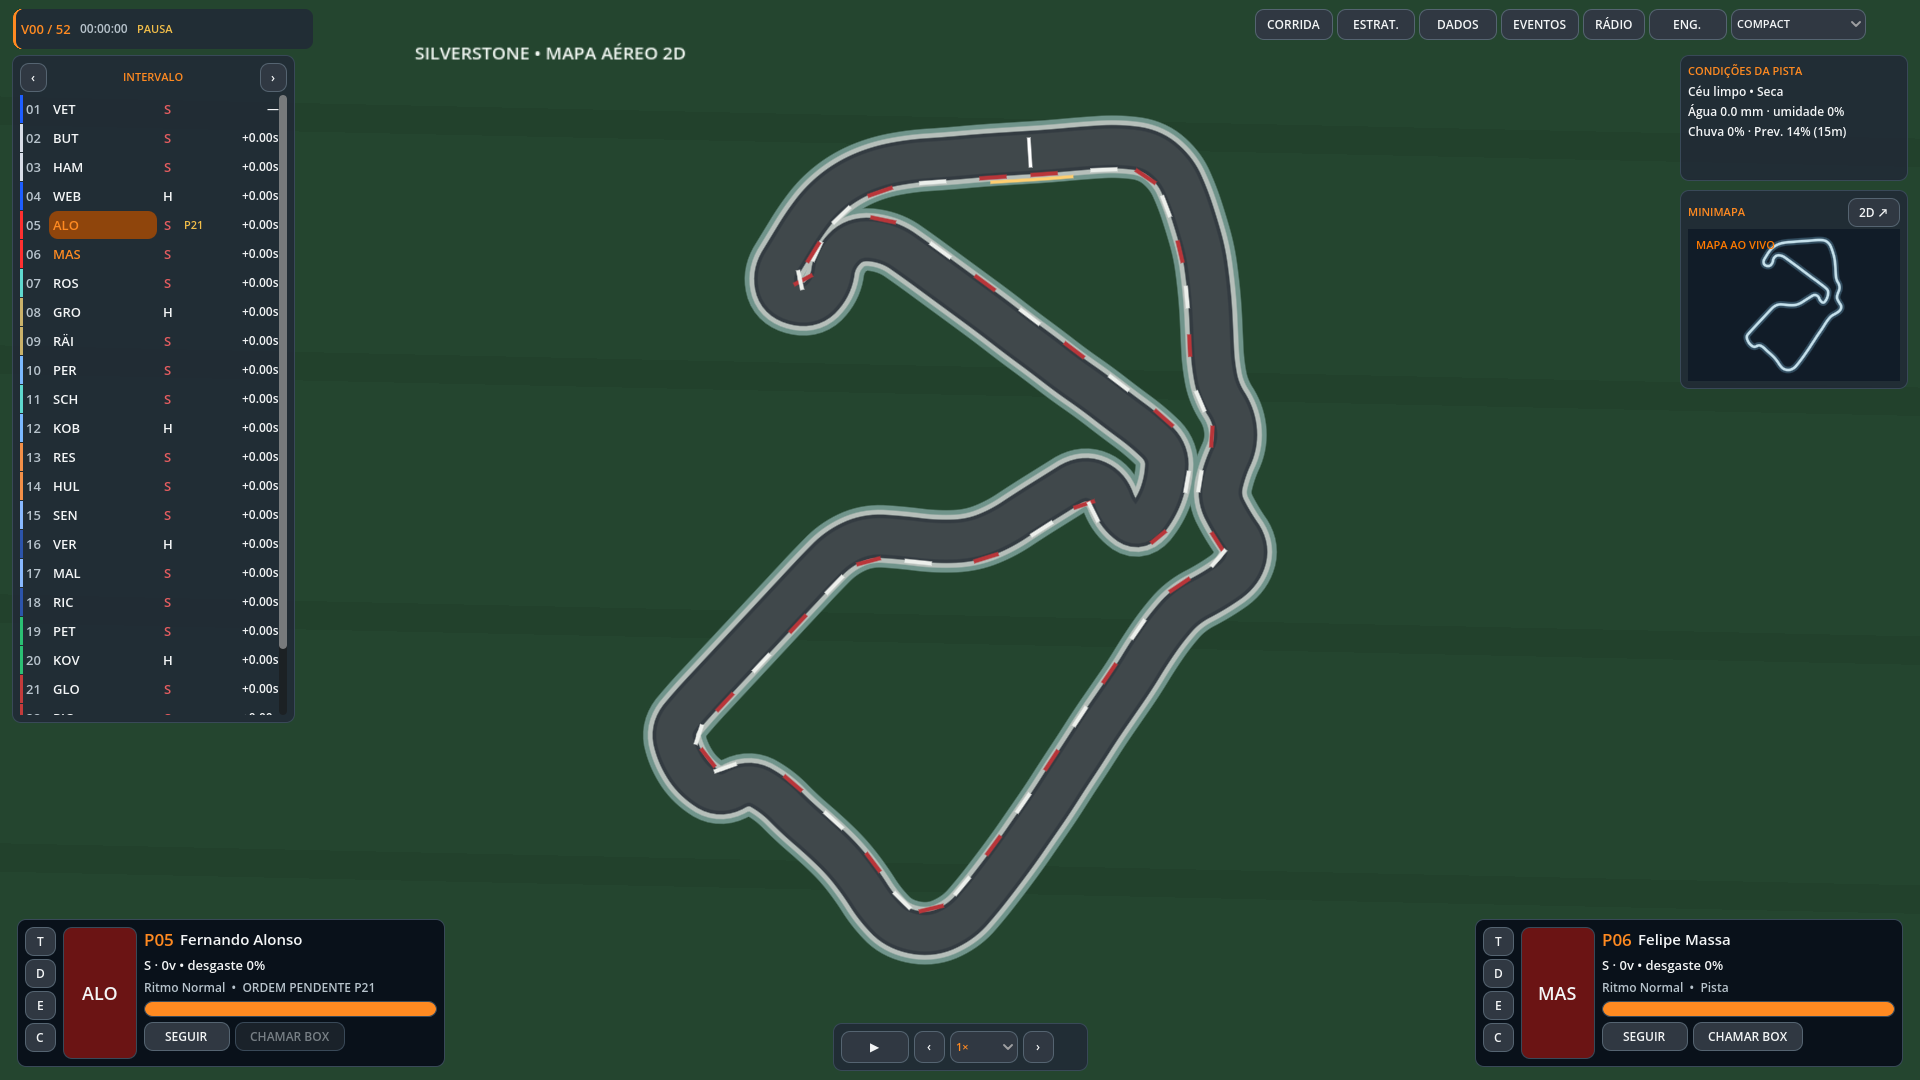 V00 / 52 00:00:00 PAUSA
CORRIDA ESTRAT. DADOS EVENTOS RÁDIO ENG. COMPACT
SILVERSTONE • MAPA AÉREO 2D
‹ INTERVALO ›
01 VET S —
02 BUT S +0.00s
03 HAM S +0.00s
04 WEB H +0.00s
05 ALO S P21 +0.00s
06 MAS S +0.00s
07 ROS S +0.00s
08 GRO H +0.00s
09 RÄI S +0.00s
10 PER S +0.00s
11 SCH S +0.00s
12 KOB H +0.00s
13 RES S +0.00s
14 HUL S +0.00s
15 SEN S +0.00s
16 VER H +0.00s
17 MAL S +0.00s
18 RIC S +0.00s
19 PET S +0.00s
20 KOV H +0.00s
21 GLO S +0.00s
CONDIÇÕES DA PISTA
Céu limpo • Seca
Água 0.0 mm · umidade 0%
Chuva 0% · Prev. 14% (15m)
MINIMAPA 2D ↗
MAPA AO VIVO
T
D
E
C
ALO
P05 Fernando Alonso
S · 0v • desgaste 0%
Ritmo Normal • ORDEM PENDENTE P21
SEGUIR CHAMAR BOX
▶ ‹ 1× ›
T
D
E
C
MAS
P06 Felipe Massa
S · 0v • desgaste 0%
Ritmo Normal • Pista
SEGUIR CHAMAR BOX